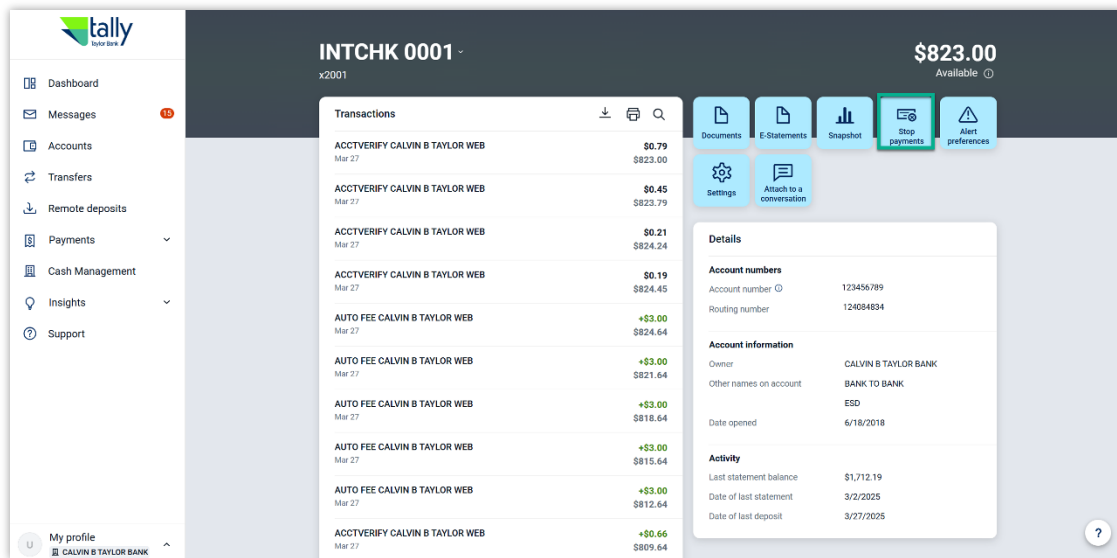 tally
Taylor Bank
Dashboard
Messages
15
Accounts
Transfers
Remote deposits
Payments
Cash Management
Insights
Support
U
My profile
CALVIN B TAYLOR BANK
INTCHK 0001
x2001
$823.00
Available
Transactions
ACCTVERIFY CALVIN B TAYLOR WEB
$0.79
Mar 27
$823.00
ACCTVERIFY CALVIN B TAYLOR WEB
$0.45
Mar 27
$823.79
ACCTVERIFY CALVIN B TAYLOR WEB
$0.21
Mar 27
$824.24
ACCTVERIFY CALVIN B TAYLOR WEB
$0.19
Mar 27
$824.45
AUTO FEE CALVIN B TAYLOR WEB
+$3.00
Mar 27
$824.64
AUTO FEE CALVIN B TAYLOR WEB
+$3.00
Mar 27
$821.64
AUTO FEE CALVIN B TAYLOR WEB
+$3.00
Mar 27
$818.64
AUTO FEE CALVIN B TAYLOR WEB
+$3.00
Mar 27
$815.64
AUTO FEE CALVIN B TAYLOR WEB
+$3.00
Mar 27
$812.64
ACCTVERIFY CALVIN B TAYLOR WEB
+$0.66
Mar 27
$809.64
Documents
E-Statements
Snapshot
Stop
payments
Alert
preferences
Settings
Attach to a
conversation
Details
Account numbers
Account number
123456789
Routing number
124084834
Account information
Owner
CALVIN B TAYLOR BANK
Other names on account
BANK TO BANK
ESD
Date opened
6/18/2018
Activity
Last statement balance
$1,712.19
Date of last statement
3/2/2025
Date of last deposit
3/27/2025
?